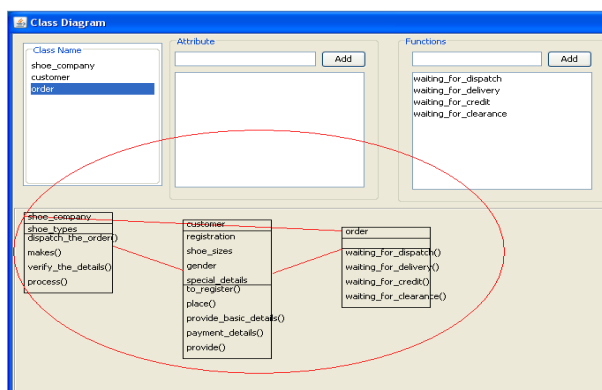 Class Diagram
Class Name
shoe_company
customer
order
Attribute
Add
Functions
Add
waiting_for_dispatch
waiting_for_delivery
waiting_for_credit
waiting_for_clearance
shoe_company
shoe_types
dispatch_the_order()
makes()
verify_the_details()
process()
customer
registration
shoe_sizes
gender
special_details
to_register()
place()
provide_basic_details()
payment_details()
provide()
order
waiting_for_dispatch()
waiting_for_delivery()
waiting_for_credit()
waiting_for_clearance()